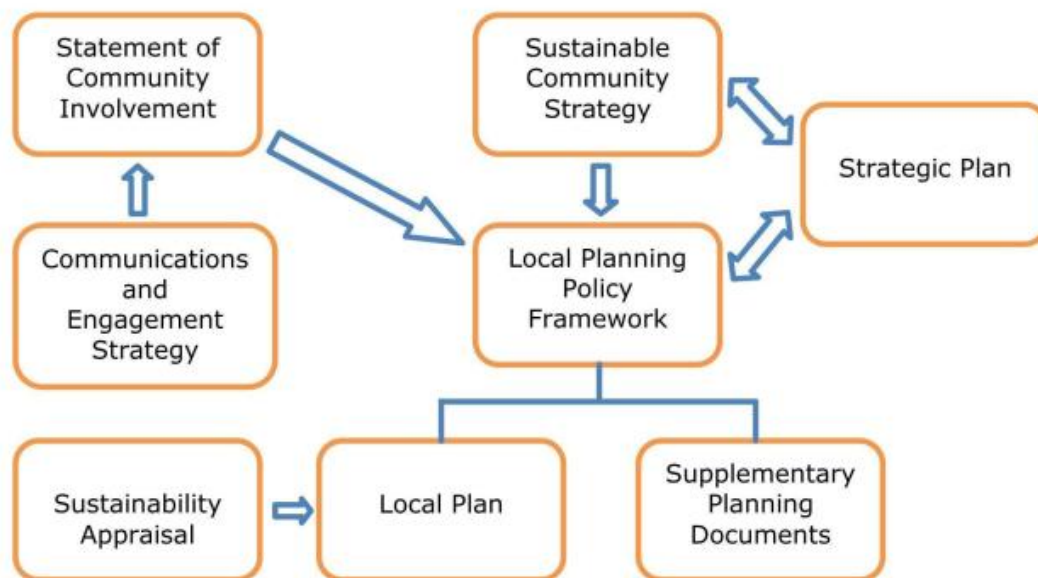 Statement of
Community
Involvement
Sustainable
Community
Strategy
Strategic Plan
Communications
and
Engagement
Strategy
Local Planning
Policy
Framework
Sustainability
Appraisal
Local Plan
Supplementary
Planning
Documents